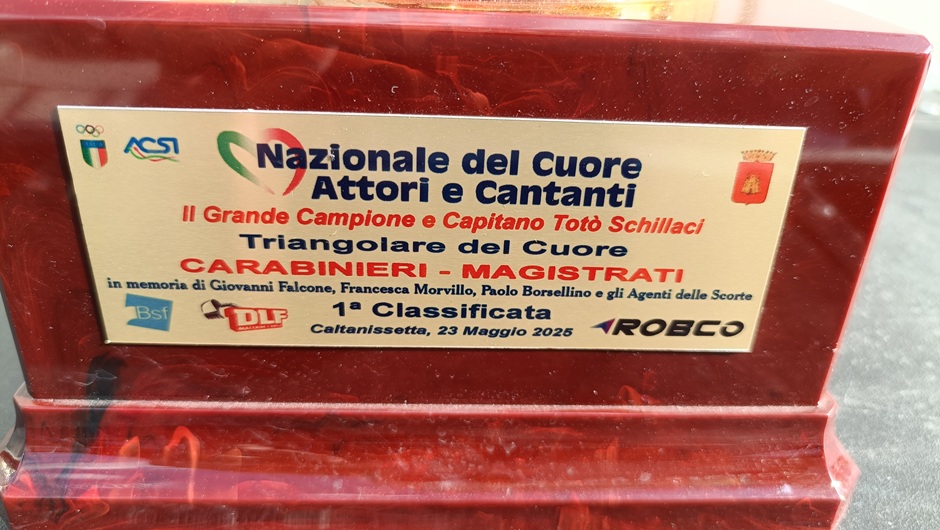 ACSI
Nazionale del Cuore
Attori e Cantanti
Il Grande Campione e Capitano Totò Schillaci
Triangolare del Cuore
CARABINIERI - MAGISTRATI
in memoria di Giovanni Falcone, Francesca Morvillo, Paolo Borsellino e gli Agenti delle Scorte
Bsf
DLF
1ª Classificata
Caltanissetta, 23 Maggio 2025
ROBCO